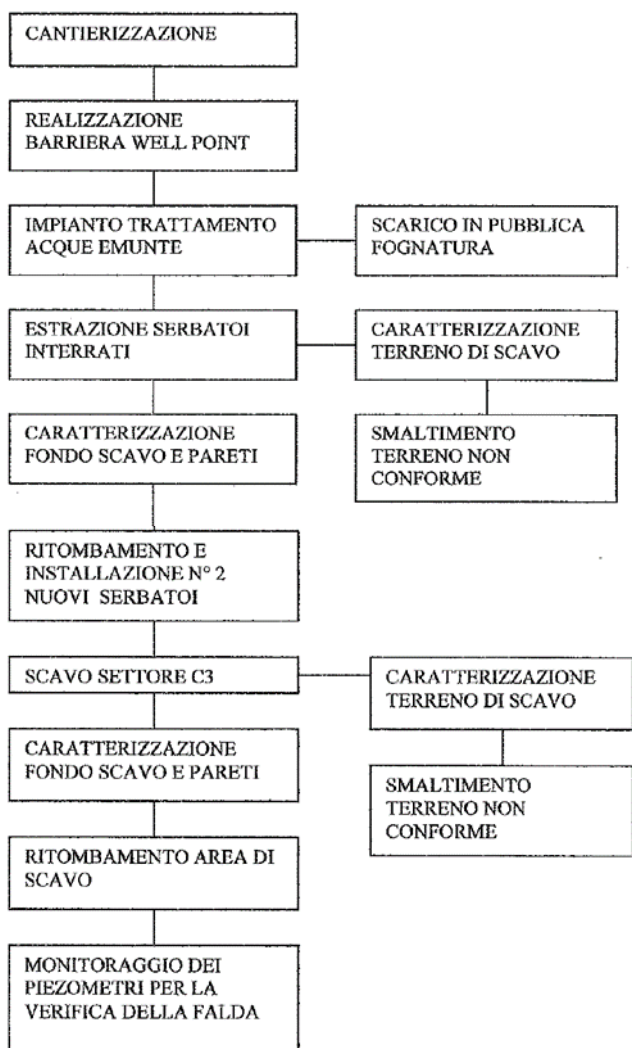 CANTIERIZZAZIONE
REALIZZAZIONE
BARRIERA WELL POINT
IMPIANTO TRATTAMENTO
ACQUE EMUNTE
SCARICO IN PUBBLICA
FOGNATURA
ESTRAZIONE SERBATOI
INTERRATI
CARATTERIZZAZIONE
TERRENO DI SCAVO
CARATTERIZZAZIONE
FONDO SCAVO E PARETI
SMALTIMENTO
TERRENO NON
CONFORME
RITOMBAMENTO E
INSTALLAZIONE N° 2
NUOVI SERBATOI
SCAVO SETTORE C3
CARATTERIZZAZIONE
TERRENO DI SCAVO
CARATTERIZZAZIONE
FONDO SCAVO E PARETI
SMALTIMENTO
TERRENO NON
CONFORME
RITOMBAMENTO AREA DI
SCAVO
MONITORAGGIO DEI
PIEZOMETRI PER LA
VERIFICA DELLA FALDA